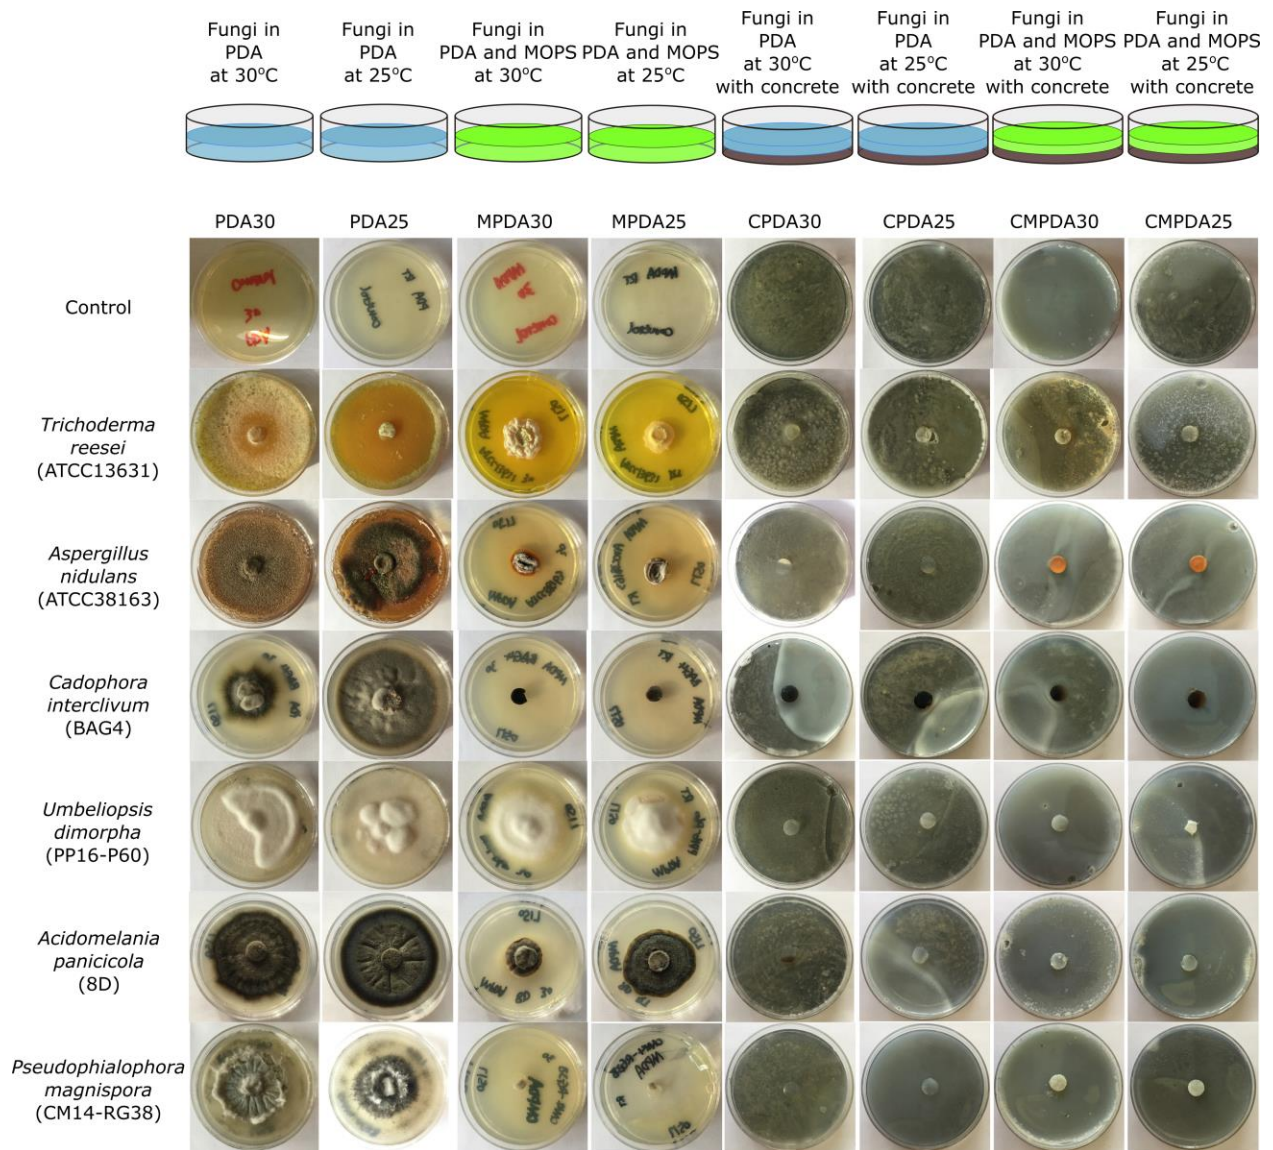 Fungi in PDA at 30°C
Fungi in PDA at 25°C
Fungi in PDA and MOPS at 30°C
Fungi in PDA and MOPS at 25°C
Fungi in PDA at 30°C with concrete
Fungi in PDA at 25°C with concrete
Fungi in PDA and MOPS at 30°C with concrete
Fungi in PDA and MOPS at 25°C with concrete
PDA30 PDA25 MPDA30 MPDA25 CPDA30 CPDA25 CMPDA30 CMPDA25
Control
Trichoderma
reesei
(ATCC13631)
Aspergillus
nidulans
(ATCC38163)
Cadophora
interclivum
(BAG4)
Umbeliopsis
dimorpha
(PP16-P60)
Acidomelania
panicicola
(8D)
Pseudophialophora
magnispora
(CM14-RG38)